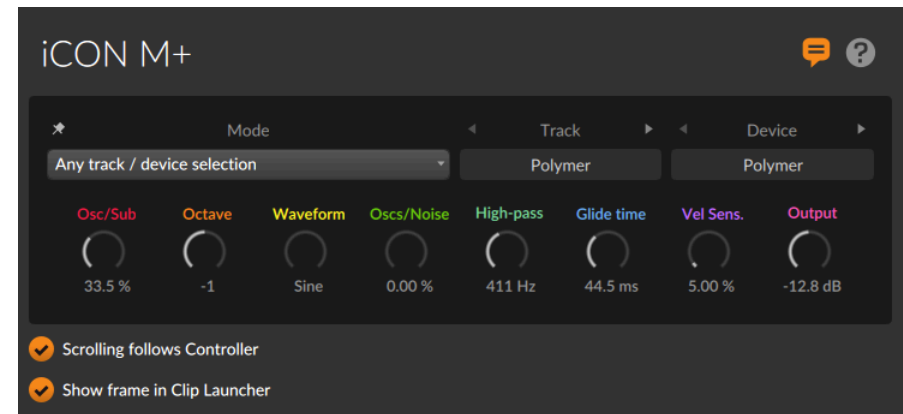 iCON M+
Mode Track Device
Any track / device selection Polymer Polymer
Osc/Sub Octave Waveform Oscs/Noise High-pass Glide time Vel Sens. Output
33.5 % -1 Sine 0.00 % 411 Hz 44.5 ms 5.00 % -12.8 dB
Scrolling follows Controller
Show frame in Clip Launcher